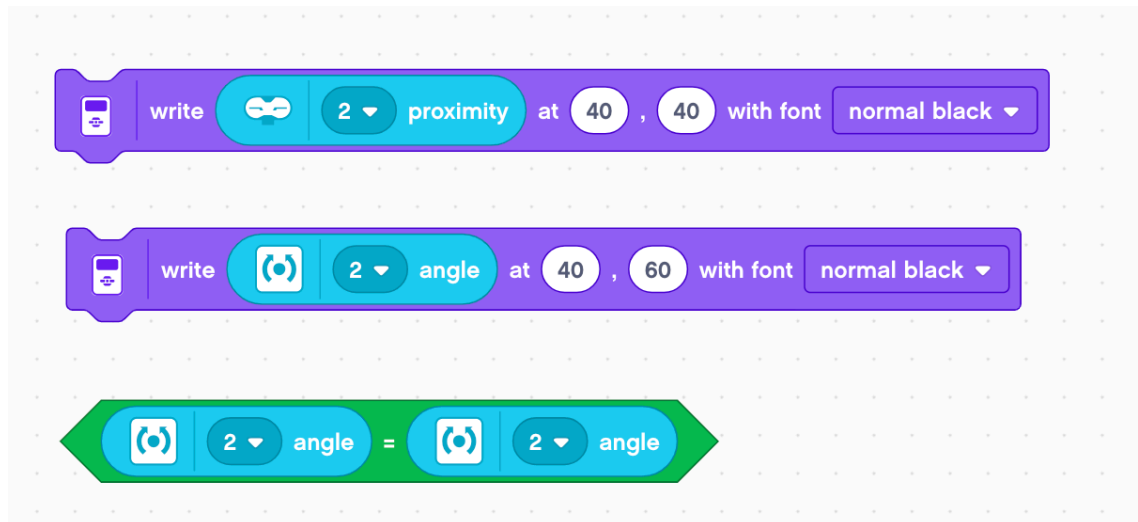 write 2 proximity at 40 , 40 with font normal black
write 2 angle at 40 , 60 with font normal black
2 angle = 2 angle